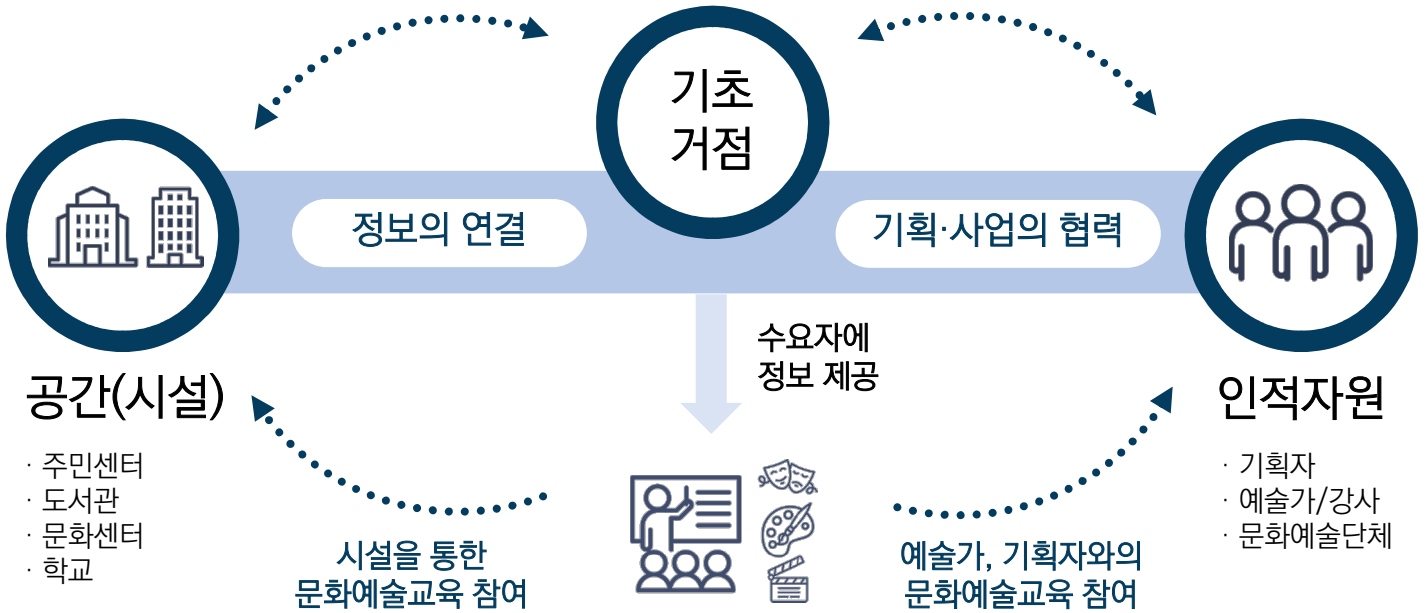 기초
거점
정보의 연결
기획·사업의 협력
수요자에
정보 제공
공간(시설)
· 주민센터
· 도서관
· 문화센터
· 학교
인적자원
· 기획자
· 예술가/강사
· 문화예술단체
시설을 통한
문화예술교육 참여
예술가, 기획자와의
문화예술교육 참여